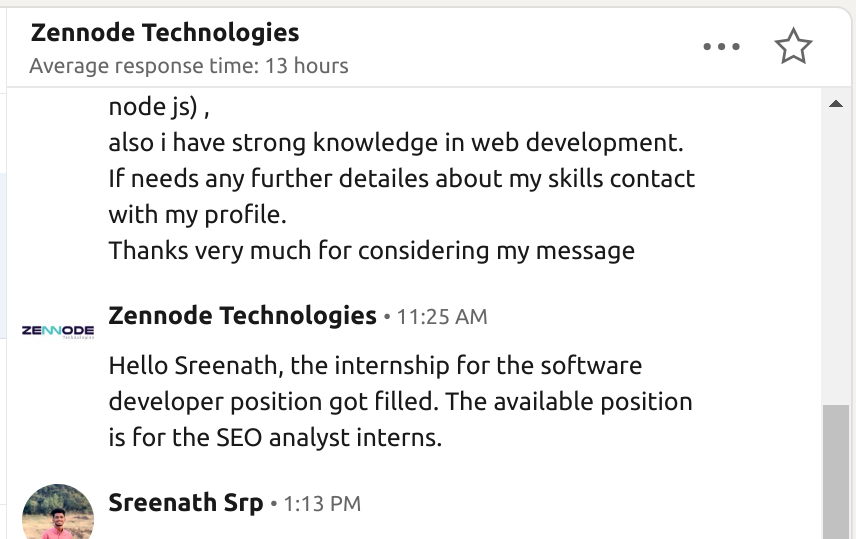 Zennode Technologies
Average response time: 13 hours
node js) ,
also i have strong knowledge in web development.
If needs any further detailes about my skills contact
with my profile.
Thanks very much for considering my message
ZENNODE
Technologies
Zennode Technologies • 11:25 AM
Hello Sreenath, the internship for the software
developer position got filled. The available position
is for the SEO analyst interns.
Sreenath Srp • 1:13 PM